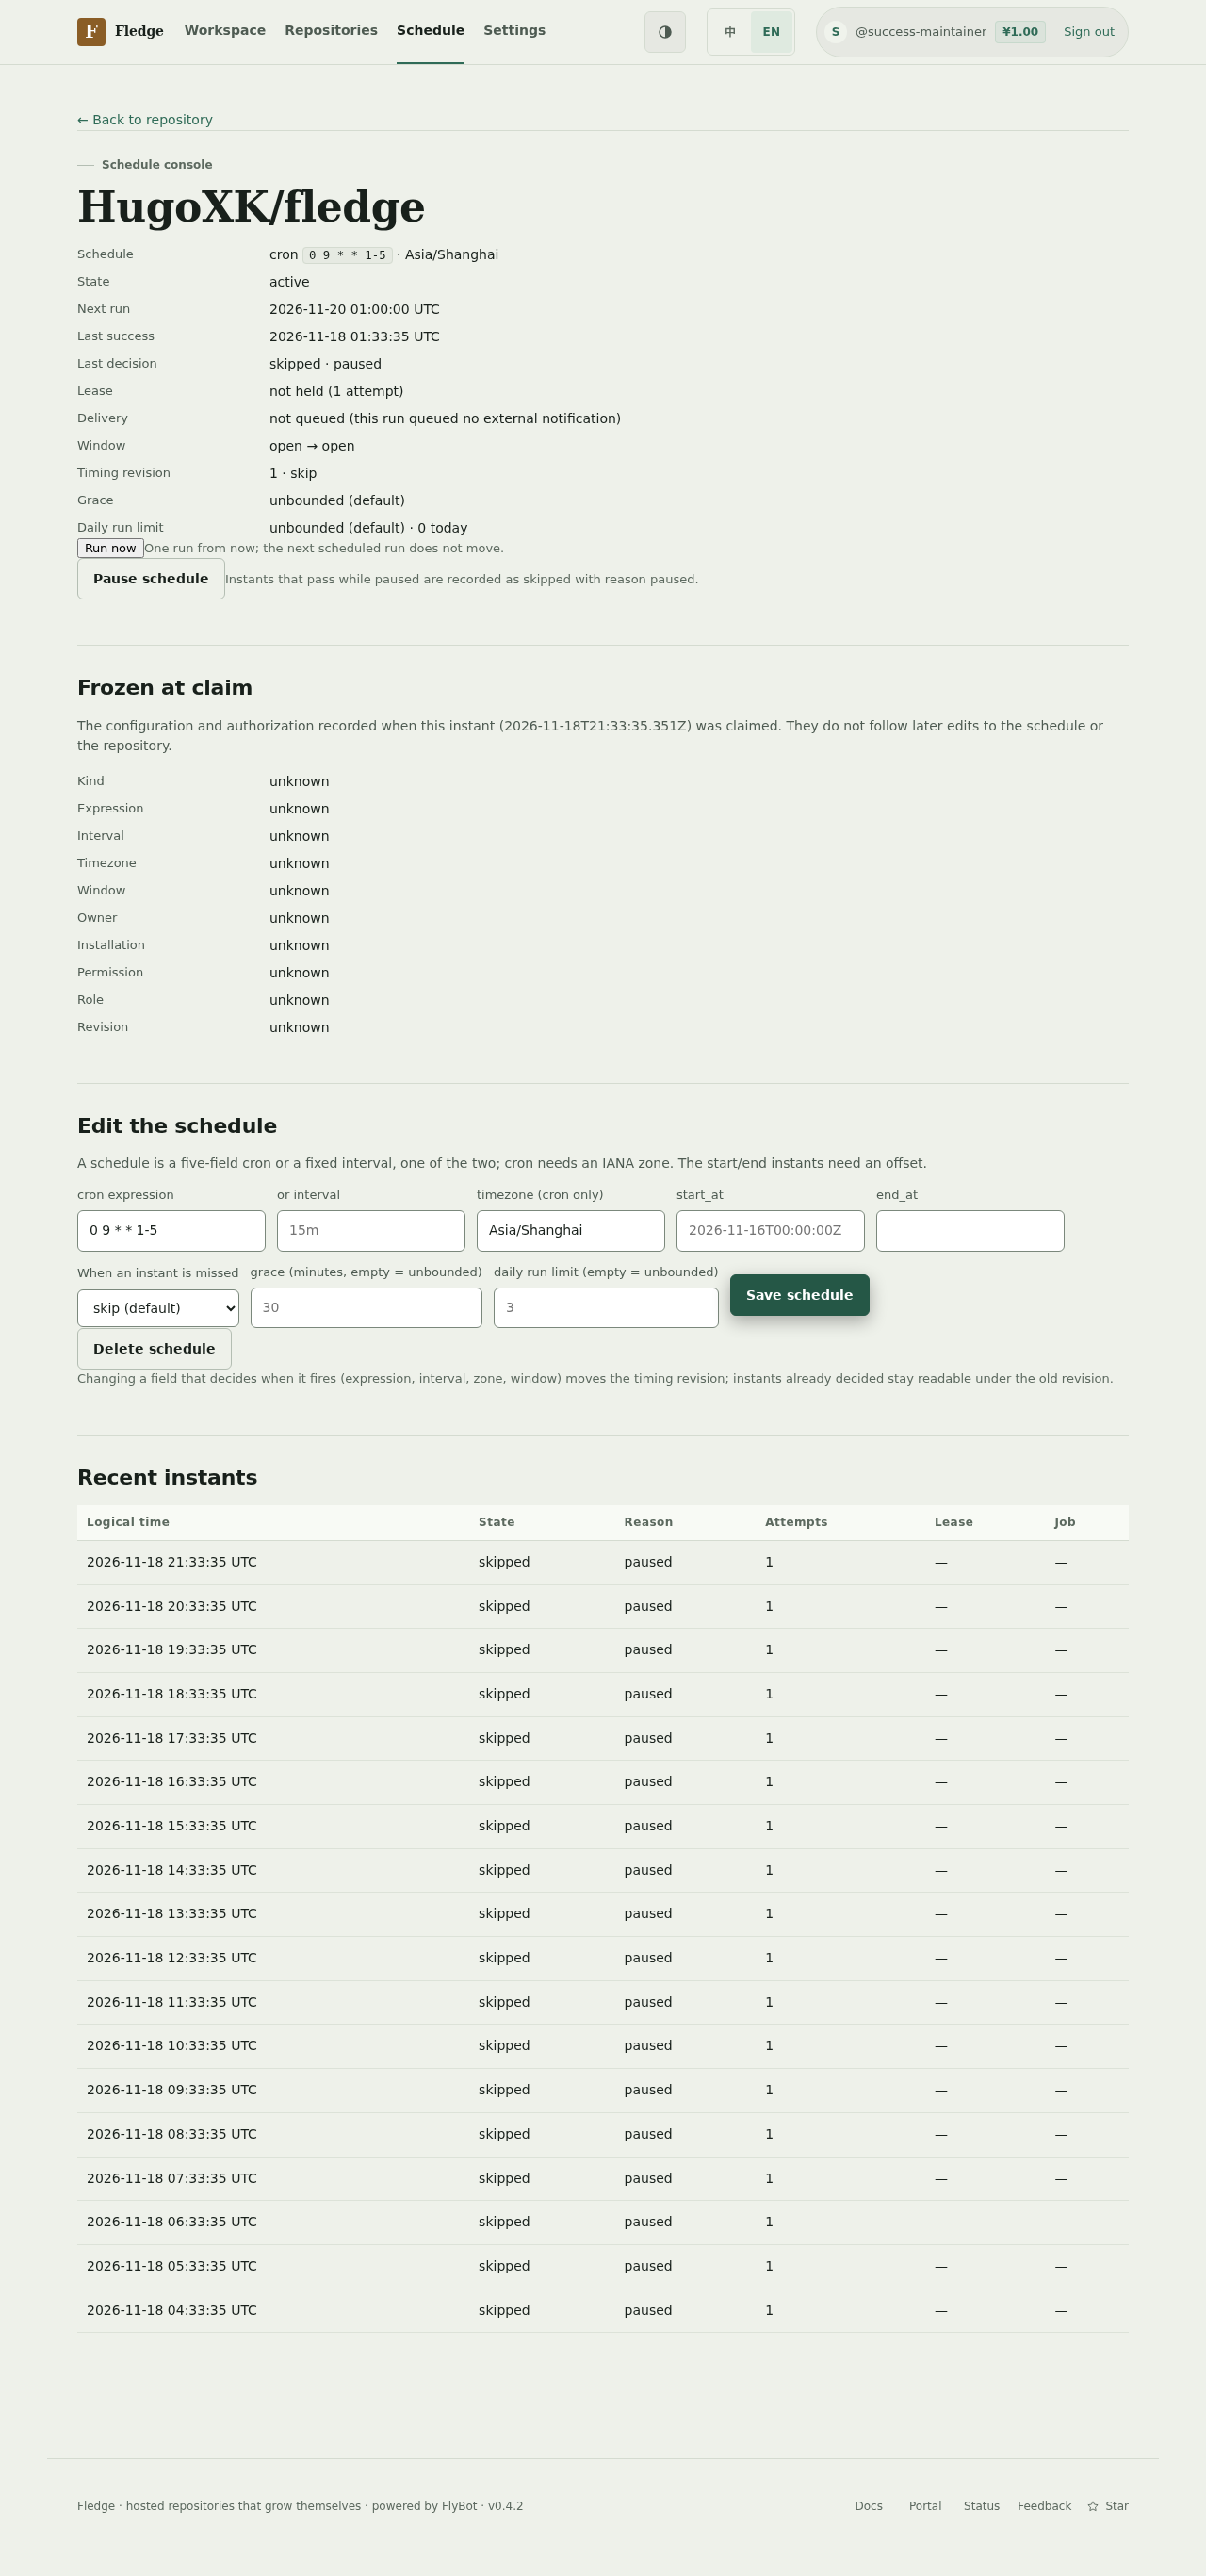 F Fledge Workspace Repositories Schedule Settings 中 EN S @success-maintainer ¥1.00 Sign out
← Back to repository
Schedule console
HugoXK/fledge
Schedule cron 0 9 * * 1-5 · Asia/Shanghai
State active
Next run 2026-11-20 01:00:00 UTC
Last success 2026-11-18 01:33:35 UTC
Last decision skipped · paused
Lease not held (1 attempt)
Delivery not queued (this run queued no external notification)
Window open → open
Timing revision 1 · skip
Grace unbounded (default)
Daily run limit unbounded (default) · 0 today
Run now One run from now; the next scheduled run does not move.
Pause schedule Instants that pass while paused are recorded as skipped with reason paused.
Frozen at claim
The configuration and authorization recorded when this instant (2026-11-18T21:33:35.351Z) was claimed. They do not follow later edits to the schedule or
the repository.
Kind unknown
Expression unknown
Interval unknown
Timezone unknown
Window unknown
Owner unknown
Installation unknown
Permission unknown
Role unknown
Revision unknown
Edit the schedule
A schedule is a five-field cron or a fixed interval, one of the two; cron needs an IANA zone. The start/end instants need an offset.
cron expression or interval timezone (cron only) start_at end_at
0 9 * * 1-5 15m Asia/Shanghai 2026-11-16T00:00:00Z
When an instant is missed grace (minutes, empty = unbounded) daily run limit (empty = unbounded)
skip (default) 30 3 Save schedule
Delete schedule
Changing a field that decides when it fires (expression, interval, zone, window) moves the timing revision; instants already decided stay readable under the old revision.
Recent instants
Logical time State Reason Attempts Lease Job
2026-11-18 21:33:35 UTC skipped paused 1 — —
2026-11-18 20:33:35 UTC skipped paused 1 — —
2026-11-18 19:33:35 UTC skipped paused 1 — —
2026-11-18 18:33:35 UTC skipped paused 1 — —
2026-11-18 17:33:35 UTC skipped paused 1 — —
2026-11-18 16:33:35 UTC skipped paused 1 — —
2026-11-18 15:33:35 UTC skipped paused 1 — —
2026-11-18 14:33:35 UTC skipped paused 1 — —
2026-11-18 13:33:35 UTC skipped paused 1 — —
2026-11-18 12:33:35 UTC skipped paused 1 — —
2026-11-18 11:33:35 UTC skipped paused 1 — —
2026-11-18 10:33:35 UTC skipped paused 1 — —
2026-11-18 09:33:35 UTC skipped paused 1 — —
2026-11-18 08:33:35 UTC skipped paused 1 — —
2026-11-18 07:33:35 UTC skipped paused 1 — —
2026-11-18 06:33:35 UTC skipped paused 1 — —
2026-11-18 05:33:35 UTC skipped paused 1 — —
2026-11-18 04:33:35 UTC skipped paused 1 — —
Fledge · hosted repositories that grow themselves · powered by FlyBot · v0.4.2 Docs Portal Status Feedback Star